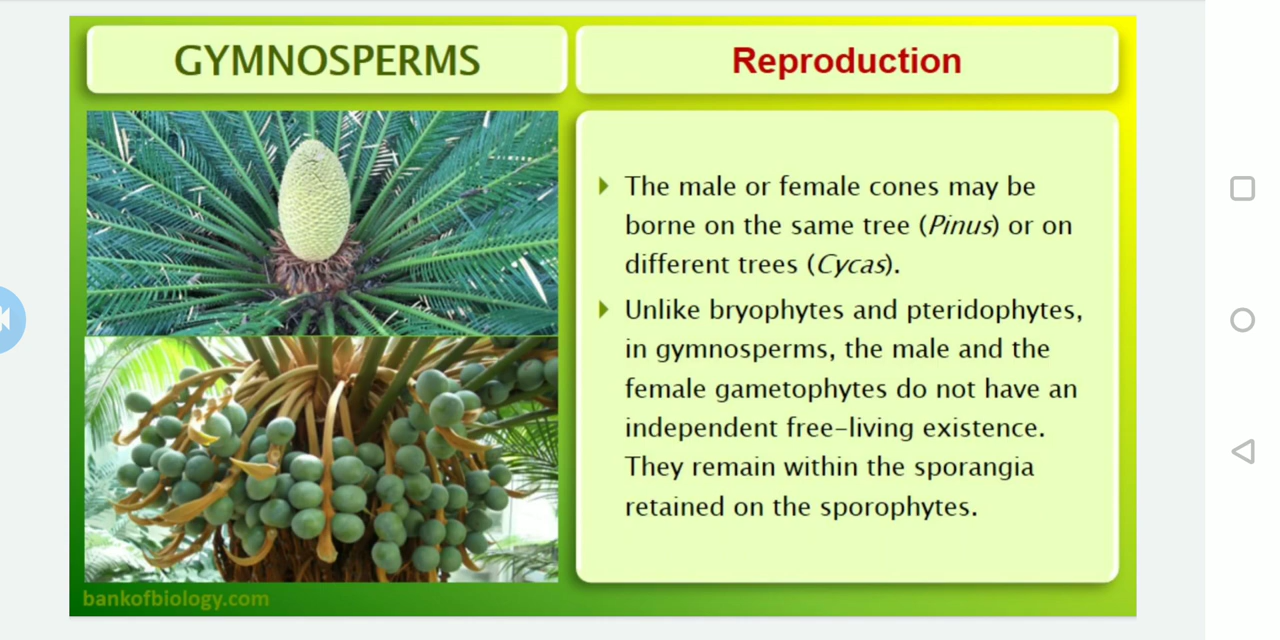 GYMNOSPERMS
Reproduction
The male or female cones may be
borne on the same tree (Pinus) or on
different trees (Cycas).
Unlike bryophytes and pteridophytes,
in gymnosperms, the male and the
female gametophytes do not have an
independent free-living existence.
They remain within the sporangia
retained on the sporophytes.
bankofbiology.com